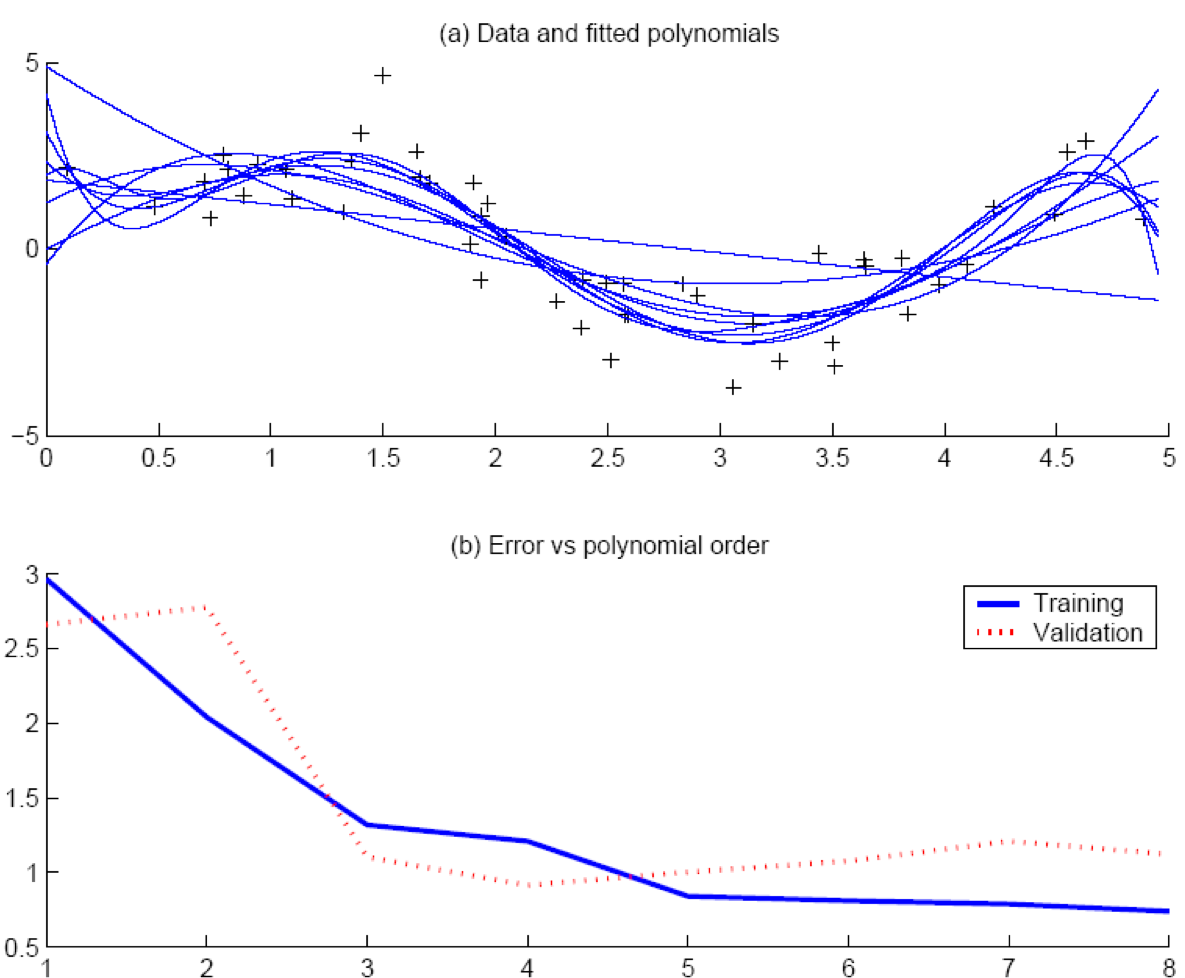 (a) Data and fitted polynomials
5
0
−5
0 0.5 1 1.5 2 2.5 3 3.5 4 4.5 5
(b) Error vs polynomial order
3
2.5
2
1.5
1
0.5
Training
Validation
1 2 3 4 5 6 7 8